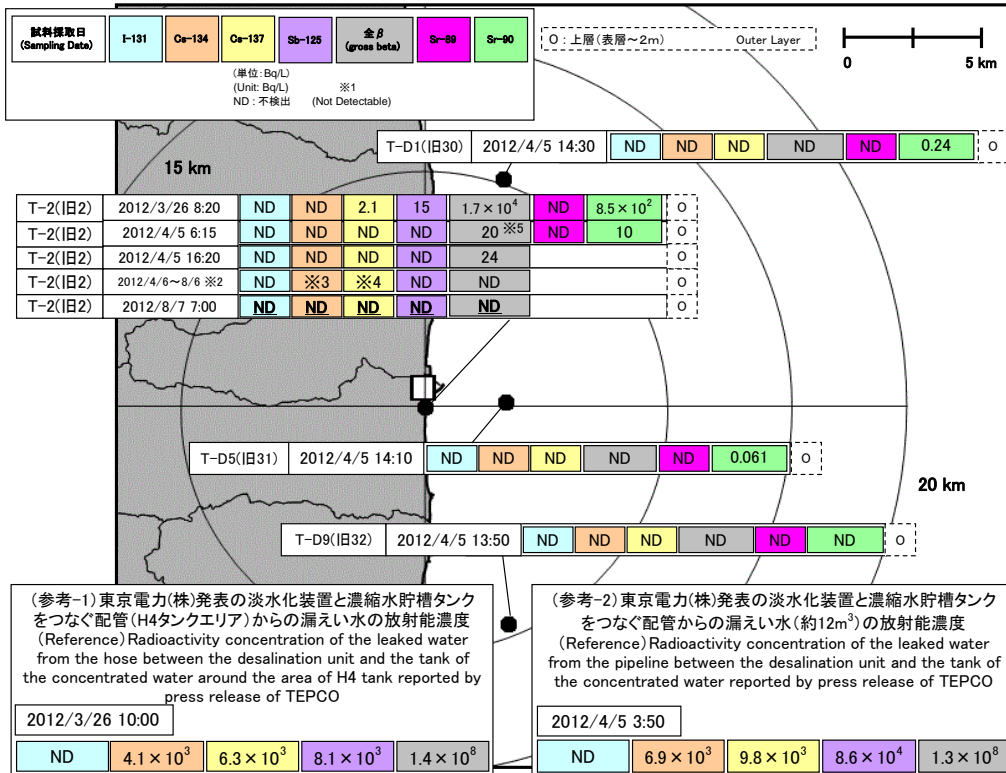 試料採取日 I-131 Cs-134 Cs-137 Sb-125 全β Sr-89 Sr-90
(Sampling Data) (gross beta)
(単位:Bq/L)
(Unit: Bq/L) ※1
ND : 不検出 (Not Detectable)
O : 上層(表層～2m) Outer Layer
0 5 km
T-D1(旧30) 2012/4/5 14:30 ND ND ND ND ND 0.24 O
15 km
T-2(旧2) 2012/3/26 8:20 ND ND 2.1 15 1.7×10⁴ ND 8.5×10² O
T-2(旧2) 2012/4/5 6:15 ND ND ND ND 20 ※5 ND 10 O
T-2(旧2) 2012/4/5 16:20 ND ND ND ND 24 O
T-2(旧2) 2012/4/6～8/6 ※2 ND ※3 ※4 ND ND O
T-2(旧2) 2012/8/7 7:00 ND ND ND ND ND O
T-D5(旧31) 2012/4/5 14:10 ND ND ND ND ND 0.061 O
20 km
T-D9(旧32) 2012/4/5 13:50 ND ND ND ND ND ND O
(参考-1)東京電力(株)発表の淡水化装置と濃縮水貯槽タンク
をつなぐ配管(H4タンクエリア)からの漏えい水の放射能濃度
(Reference) Radioactivity concentration of the leaked water
from the hose between the desalination unit and the tank of
the concentrated water around the area of H4 tank reported by
press release of TEPCO
2012/3/26 10:00
ND 4.1×10³ 6.3×10³ 8.1×10³ 1.4×10⁸
(参考-2)東京電力(株)発表の淡水化装置と濃縮水貯槽タンク
をつなぐ配管からの漏えい水(約12m³)の放射能濃度
(Reference) Radioactivity concentration of the leaked water
from the pipeline between the desalination unit and the tank of
the concentrated water reported by press release of TEPCO
2012/4/5 3:50
ND 6.9×10³ 9.8×10³ 8.6×10⁴ 1.3×10⁸